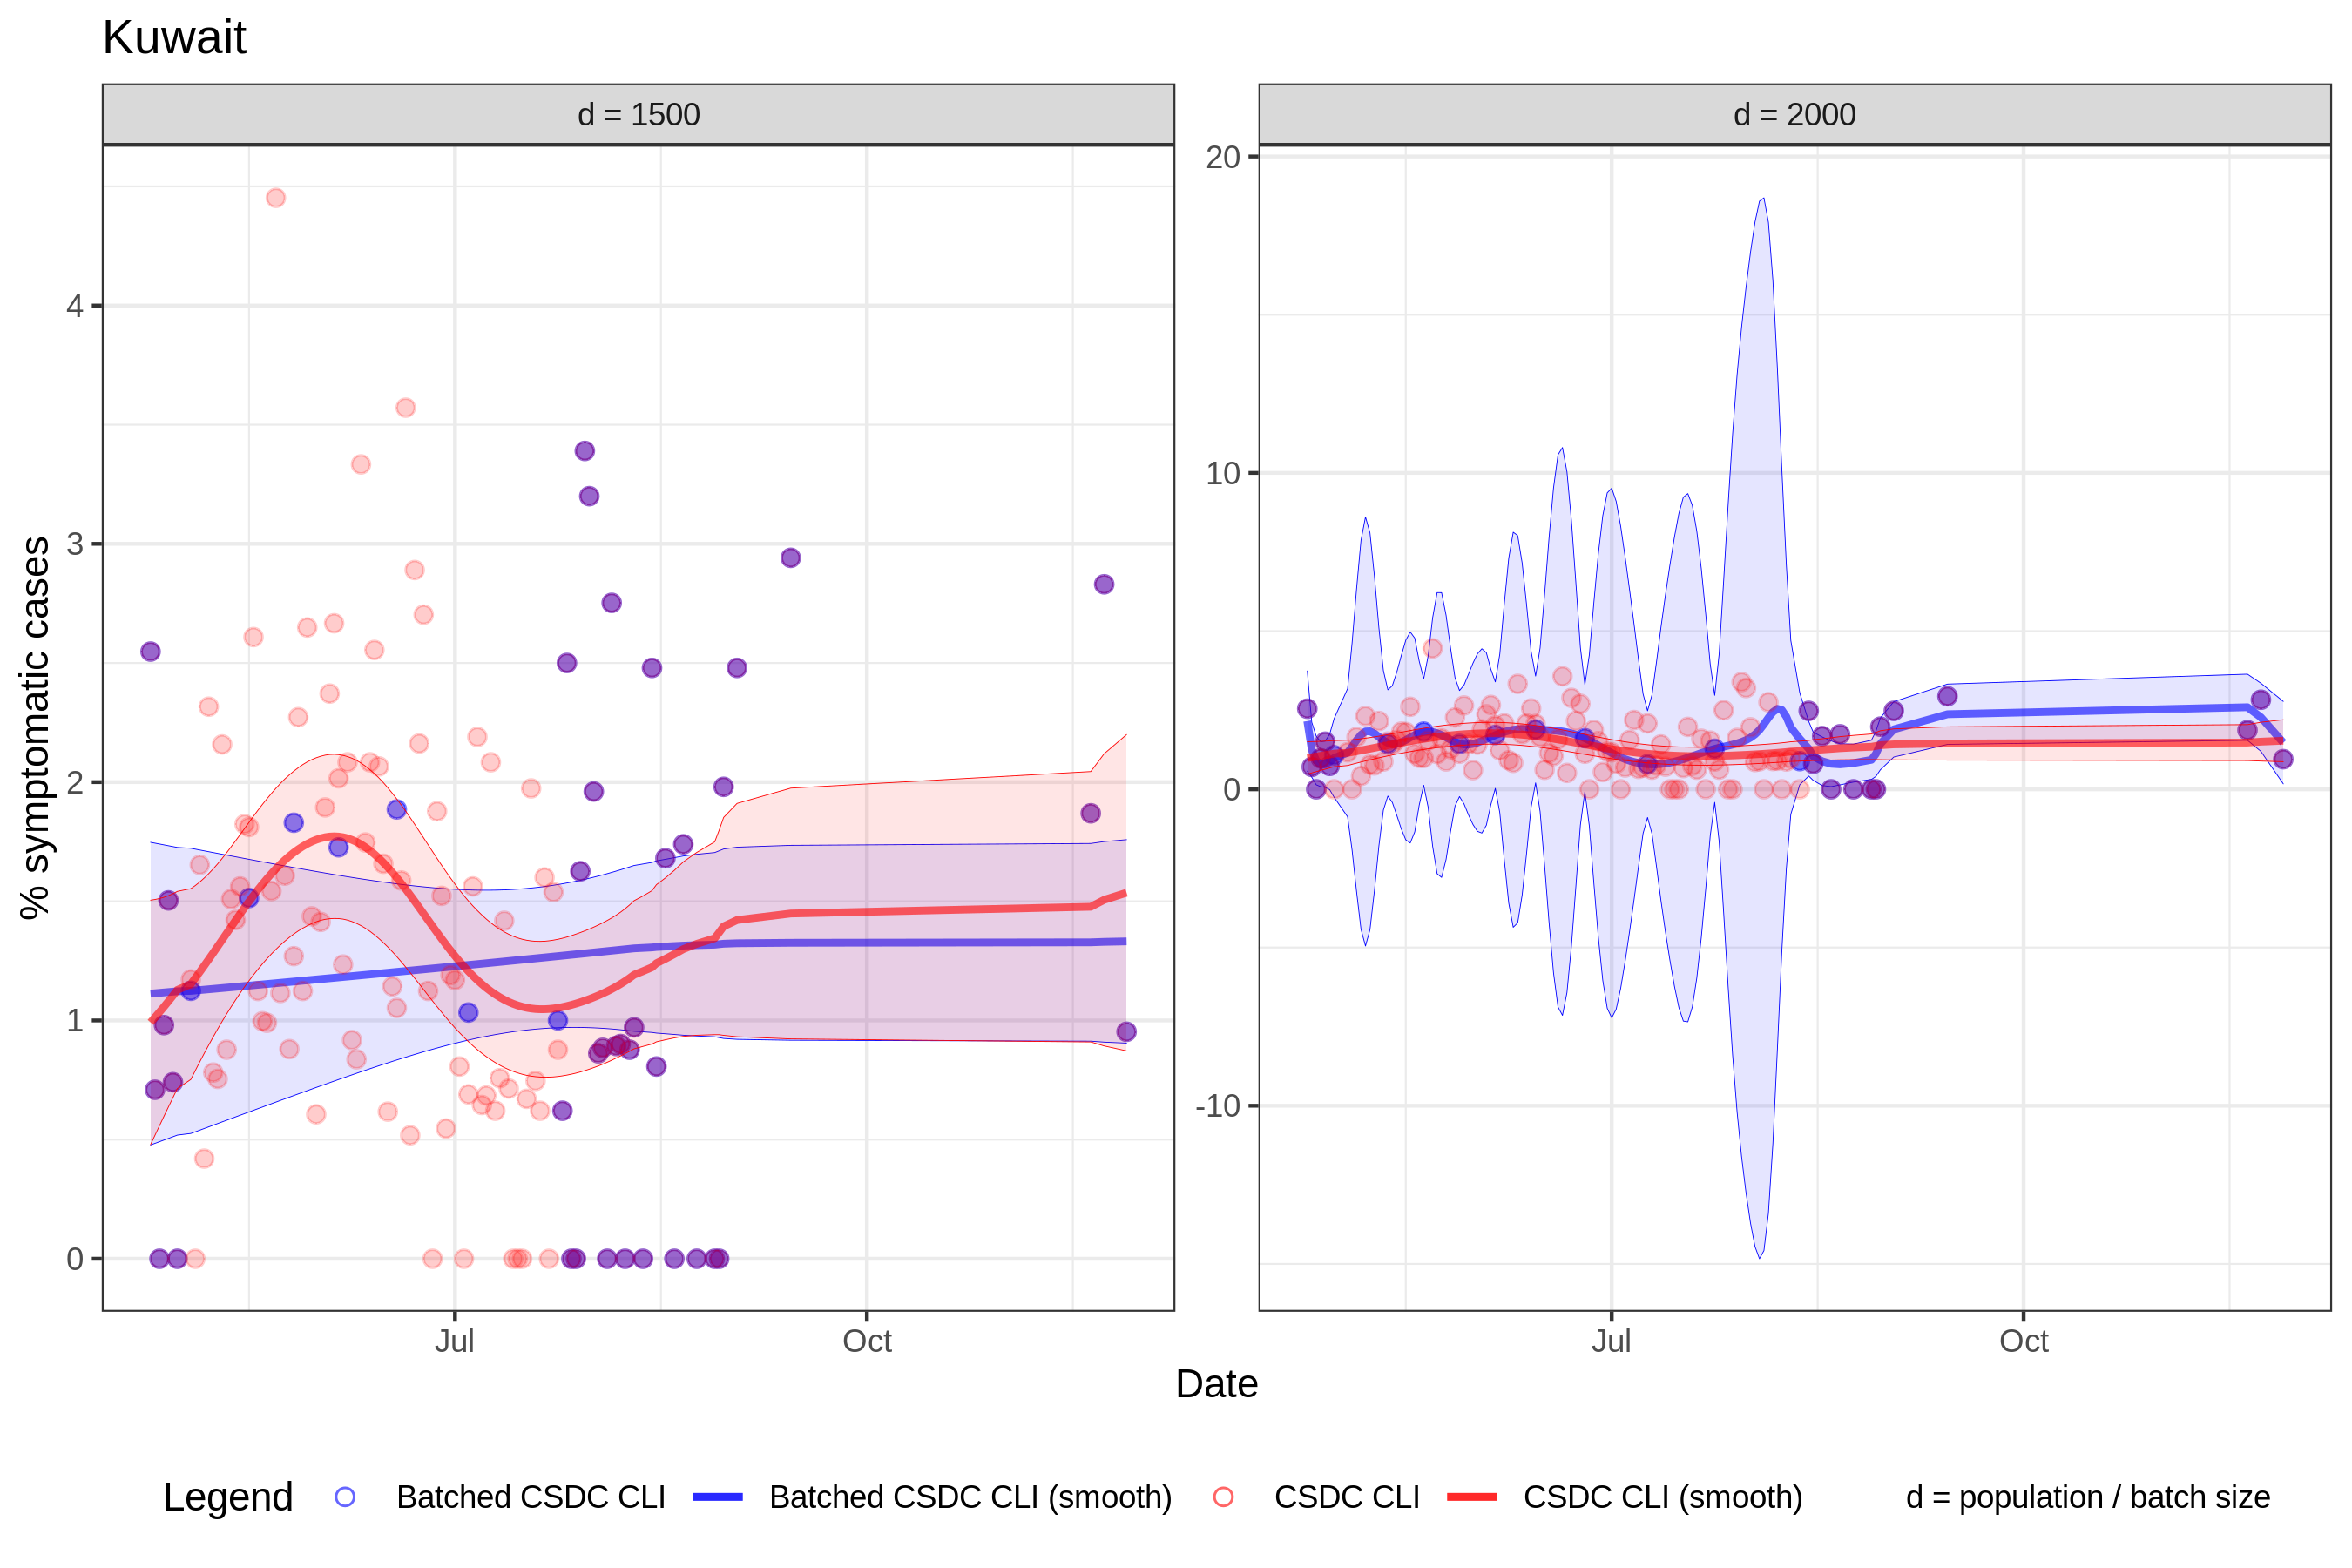 Kuwait
d = 1500
d = 2000
% symptomatic cases
4
3
2
1
0
20
10
0
-10
Jul
Oct
Jul
Oct
Date
Legend
Batched CSDC CLI
Batched CSDC CLI (smooth)
CSDC CLI
CSDC CLI (smooth)
d = population / batch size